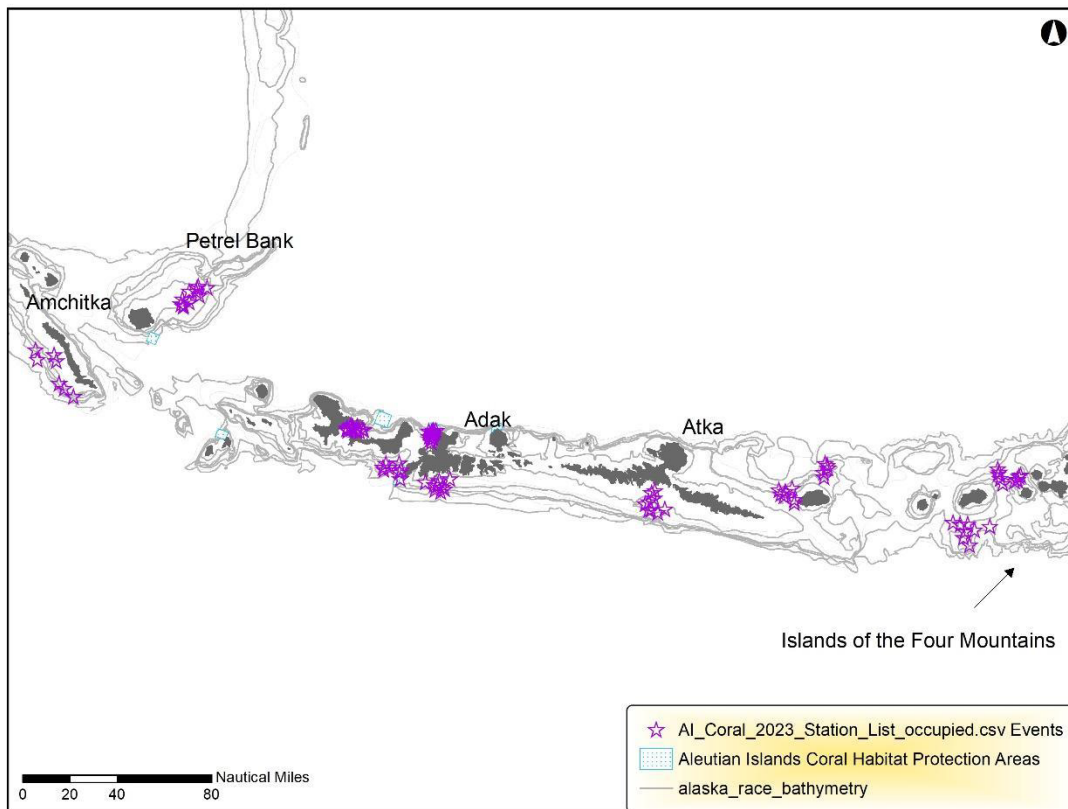 Petrel Bank
Amchitka
Adak
Atka
Islands of the Four Mountains
AI_Coral_2023_Station_List_occupied.csv Events
Aleutian Islands Coral Habitat Protection Areas
alaska_race_bathymetry
Nautical Miles
0 20 40 80